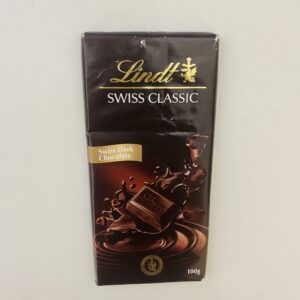 Lindt
SWISS CLASSIC
Swiss Dark
Chocolate
100g